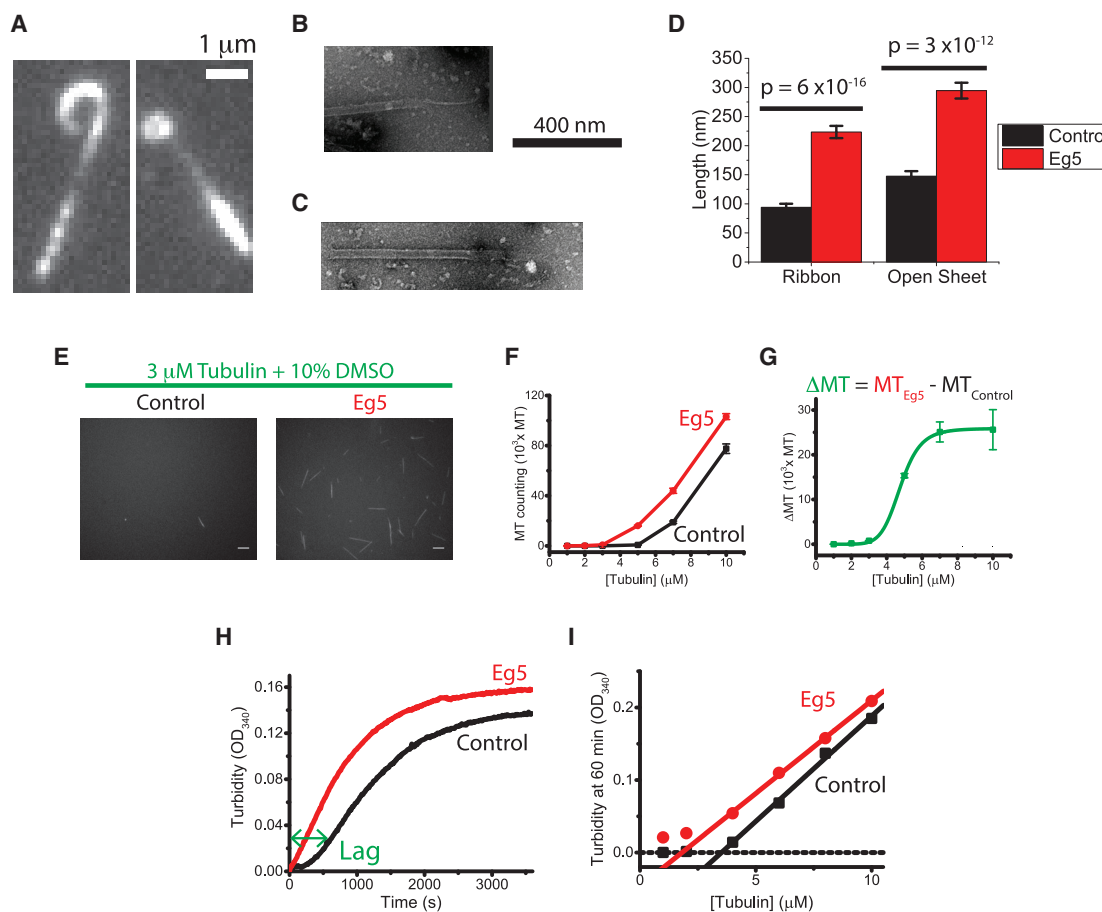 A
1 μm
B
400 nm
C
D
p = 6 x10-16
p = 3 x10-12
Length (nm)
350
300
250
200
150
100
50
0
Ribbon
Open Sheet
Control
Eg5
E
3 μM Tubulin + 10% DMSO
Control
Eg5
F
MT counting (10³x MT)
120
80
40
0
Eg5
Control
0 2 4 6 8 10
[Tubulin] (μM)
G
ΔMT = MTEg5 - MTControl
ΔMT (10³x MT)
30
20
10
0
0 2 4 6 8 10
[Tubulin] (μM)
H
Turbidity (OD340)
0.16
0.12
0.08
0.04
0.00
Eg5
Control
Lag
0 1000 2000 3000
Time (s)
I
Turbidity at 60 min (OD340)
0.2
0.1
0.0
Eg5
Control
0 5 10
[Tubulin] (μM)